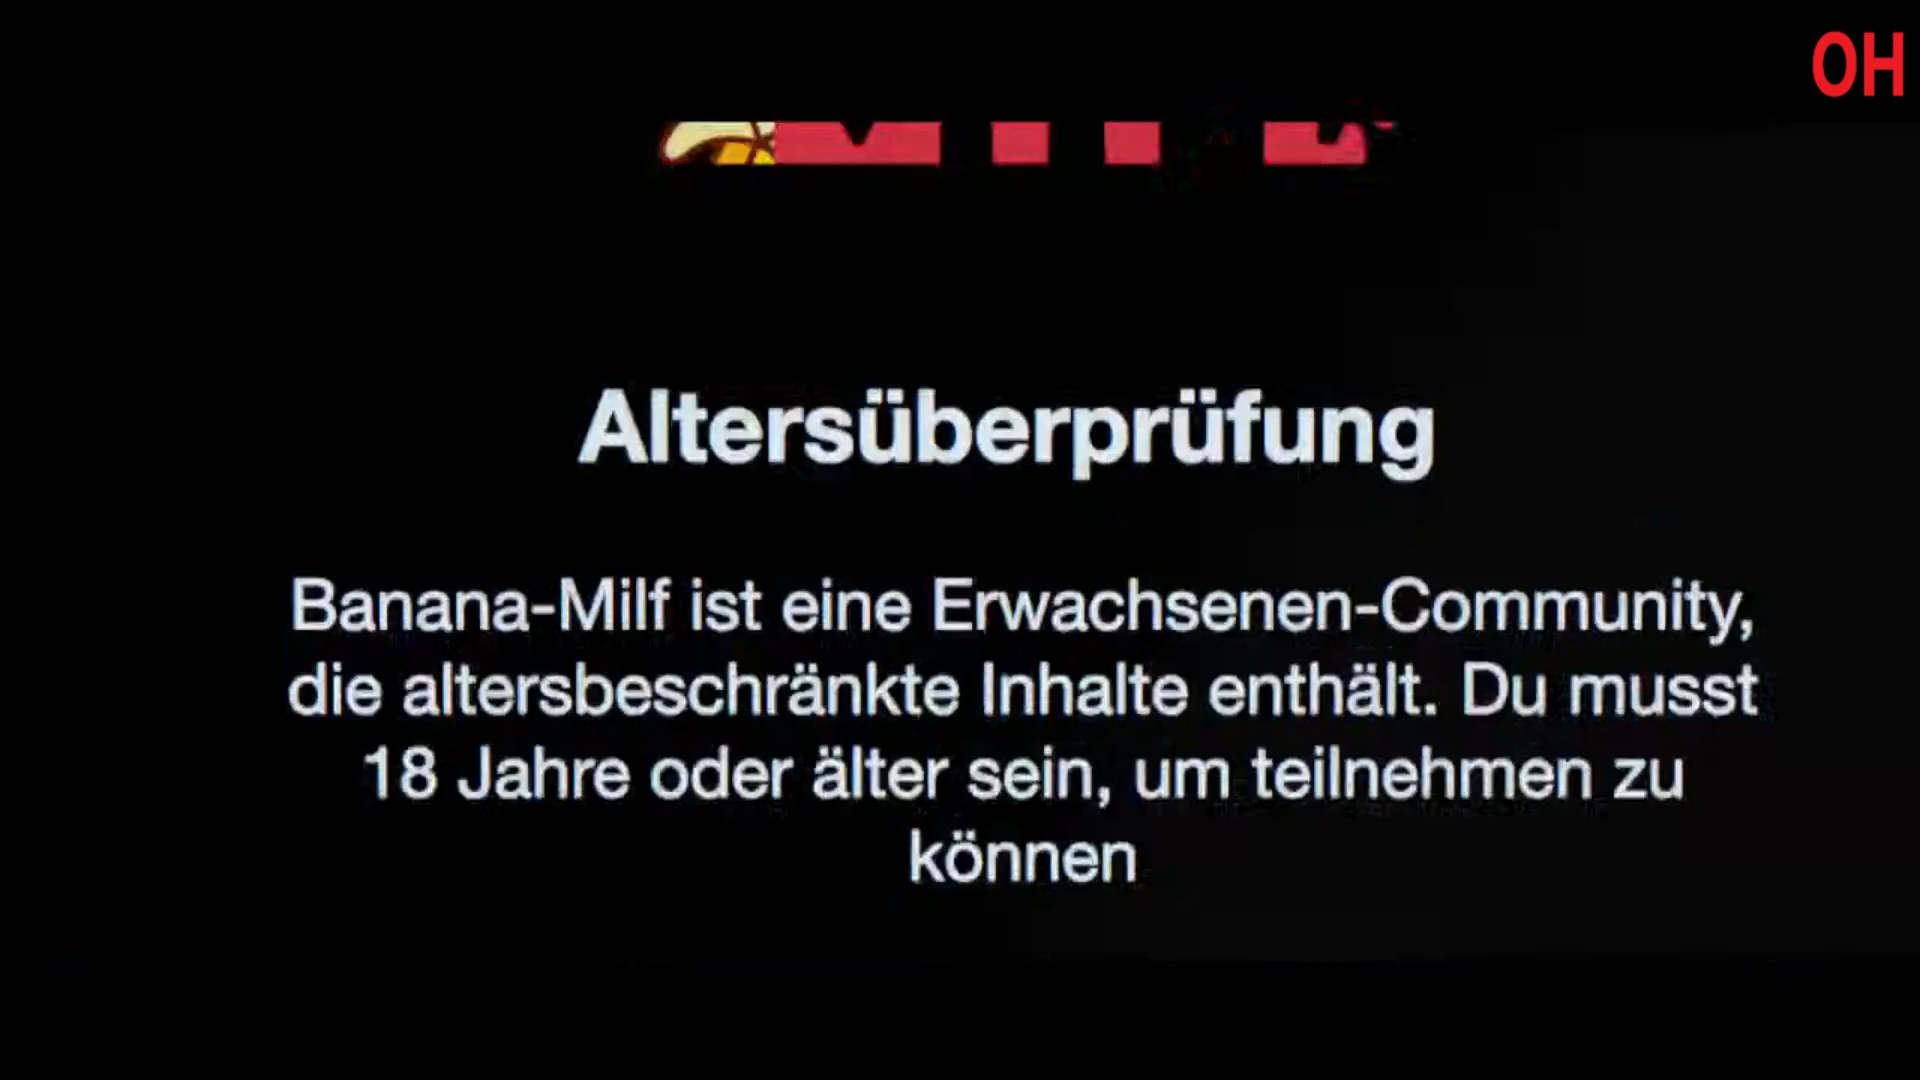 OH
Altersüberprüfung
Banana-Milf ist eine Erwachsenen-Community,
die altersbeschränkte Inhalte enthält. Du musst
18 Jahre oder älter sein, um teilnehmen zu
können